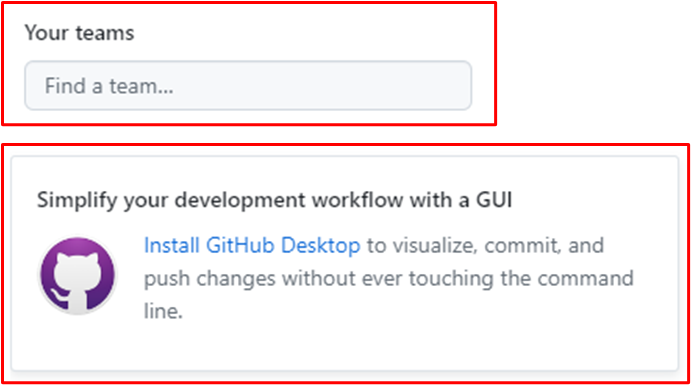 Your teams
Find a team...
Simplify your development workflow with a GUI
Install GitHub Desktop to visualize, commit, and
push changes without ever touching the command
line.